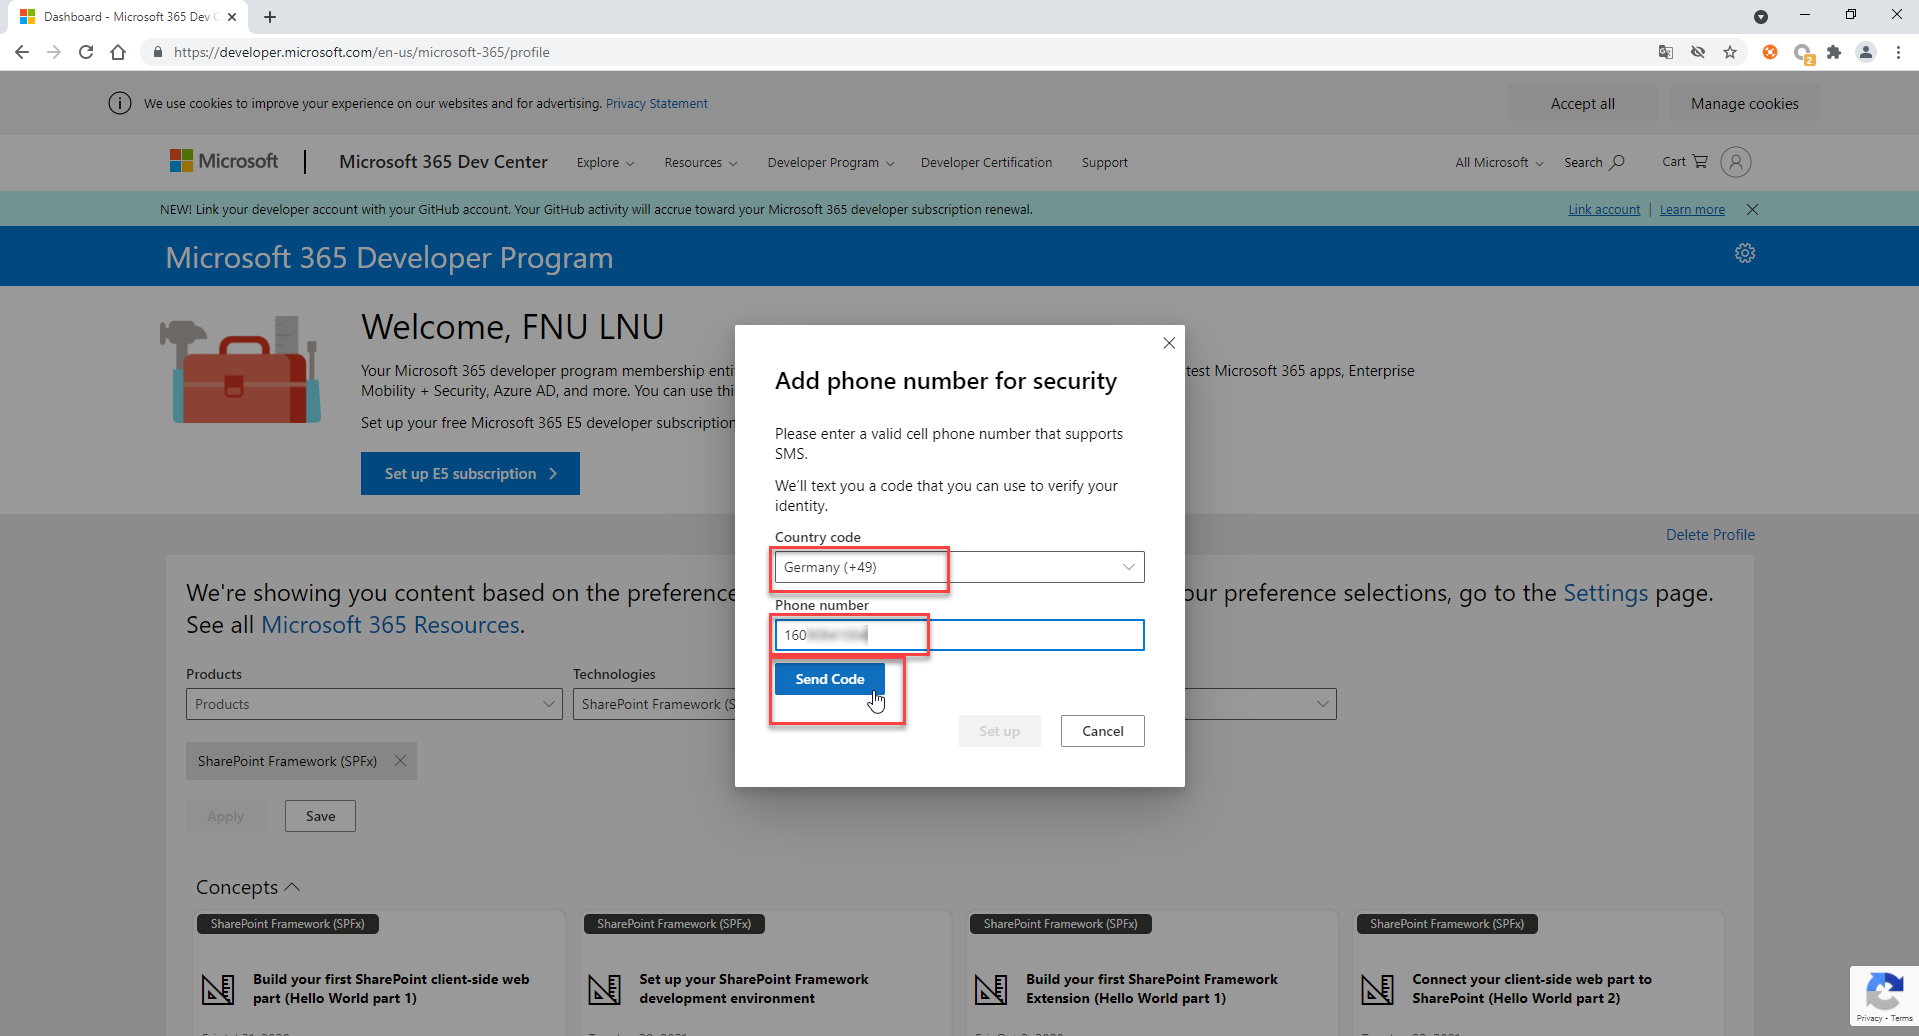 Dashboard - Microsoft 365 Dev C
https://developer.microsoft.com/en-us/microsoft-365/profile
2
We use cookies to improve your experience on our websites and for advertising. Privacy Statement
Accept all
Manage cookies
Microsoft
Microsoft 365 Dev Center
Explore
Resources
Developer Program
Developer Certification
Support
All Microsoft
Search
Cart
NEW! Link your developer account with your GitHub account. Your GitHub activity will accrue toward your Microsoft 365 developer subscription renewal.
Link account | Learn more
Microsoft 365 Developer Program
Welcome, FNU LNU
Your Microsoft 365 developer program membership enti
test Microsoft 365 apps, Enterprise
Mobility + Security, Azure AD, and more. You can use thi
Set up your free Microsoft 365 E5 developer subscription
Set up E5 subscription
Add phone number for security
Please enter a valid cell phone number that supports
SMS.
We'll text you a code that you can use to verify your
identity.
Country code
Germany (+49)
Phone number
160
Send Code
Set up
Cancel
Delete Profile
We're showing you content based on the preference
our preference selections, go to the Settings page.
See all Microsoft 365 Resources.
Products
Technologies
Products
SharePoint Framework (S
SharePoint Framework (SPFx)
Apply
Save
Concepts
SharePoint Framework (SPFx)
Build your first SharePoint client-side web
part (Hello World part 1)
SharePoint Framework (SPFx)
Set up your SharePoint Framework
development environment
SharePoint Framework (SPFx)
Build your first SharePoint Framework
Extension (Hello World part 1)
SharePoint Framework (SPFx)
Connect your client-side web part to
SharePoint (Hello World part 2)
Privacy - Terms